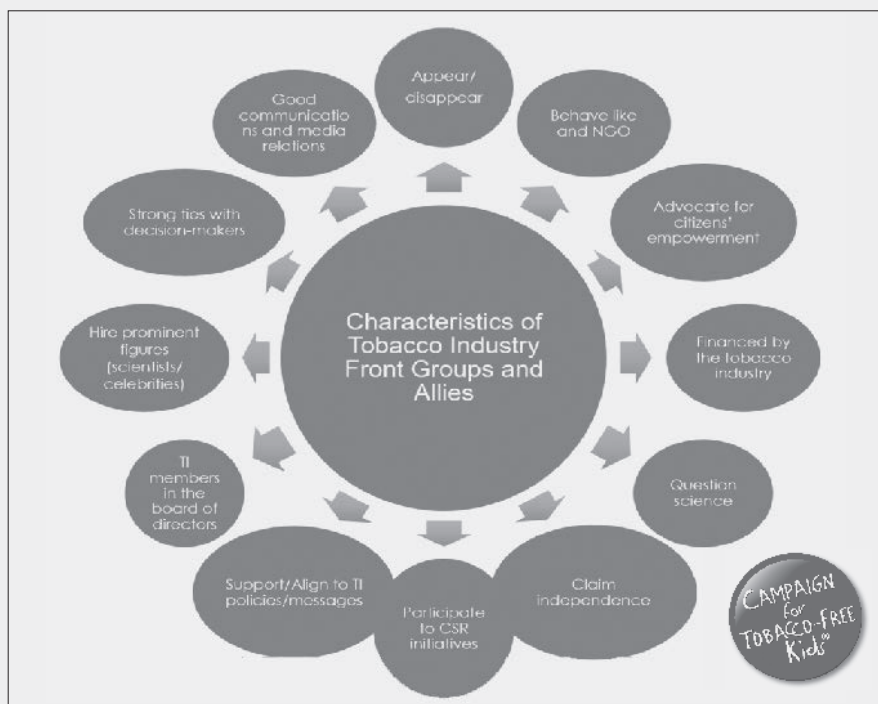 Characteristics of
Tobacco Industry
Front Groups and
Allies
Appear/
disappear
Behave like
and NGO
Advocate for
citizens'
empowerment
Financed by
the tobacco
industry
Question
science
Claim
independence
Participate
to CSR
initiatives
Support/Align to TI
policies/messages
TI
members
in the
board of
directors
Hire prominent
figures
(scientists/
celebrities)
Strong ties with
decision-makers
Good
communicatio
ns and media
relations
CAMPAIGN
for
TOBACCO-FREE
Kids